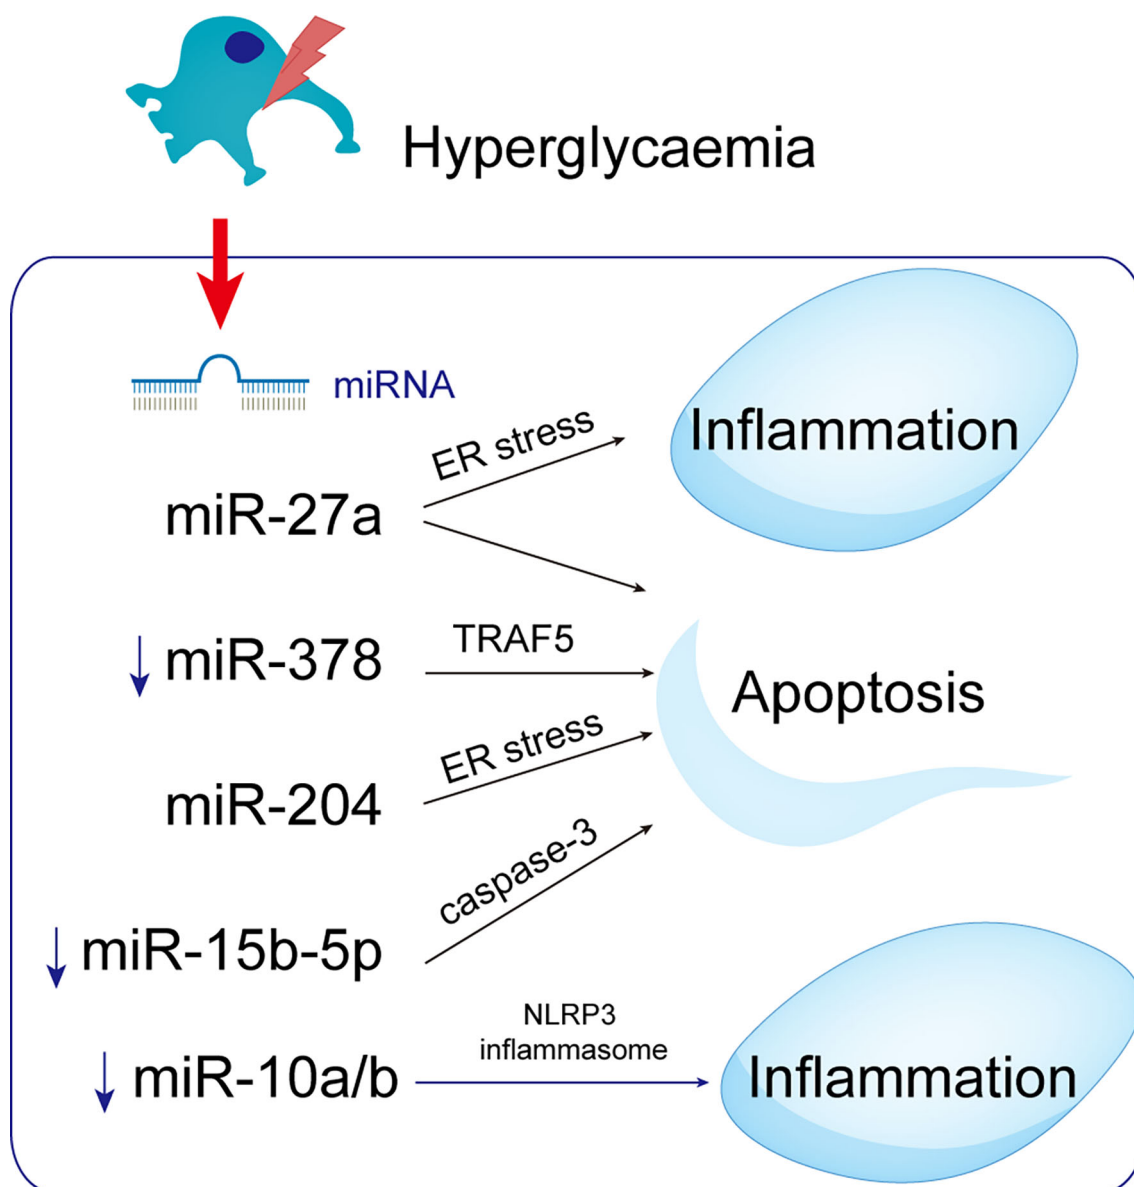 Hyperglycaemia
miRNA
ER stress
Inflammation
miR-27a
TRAF5
↓ miR-378
Apoptosis
ER stress
miR-204
caspase-3
↓ miR-15b-5p
NLRP3
inflammasome
↓ miR-10a/b
Inflammation